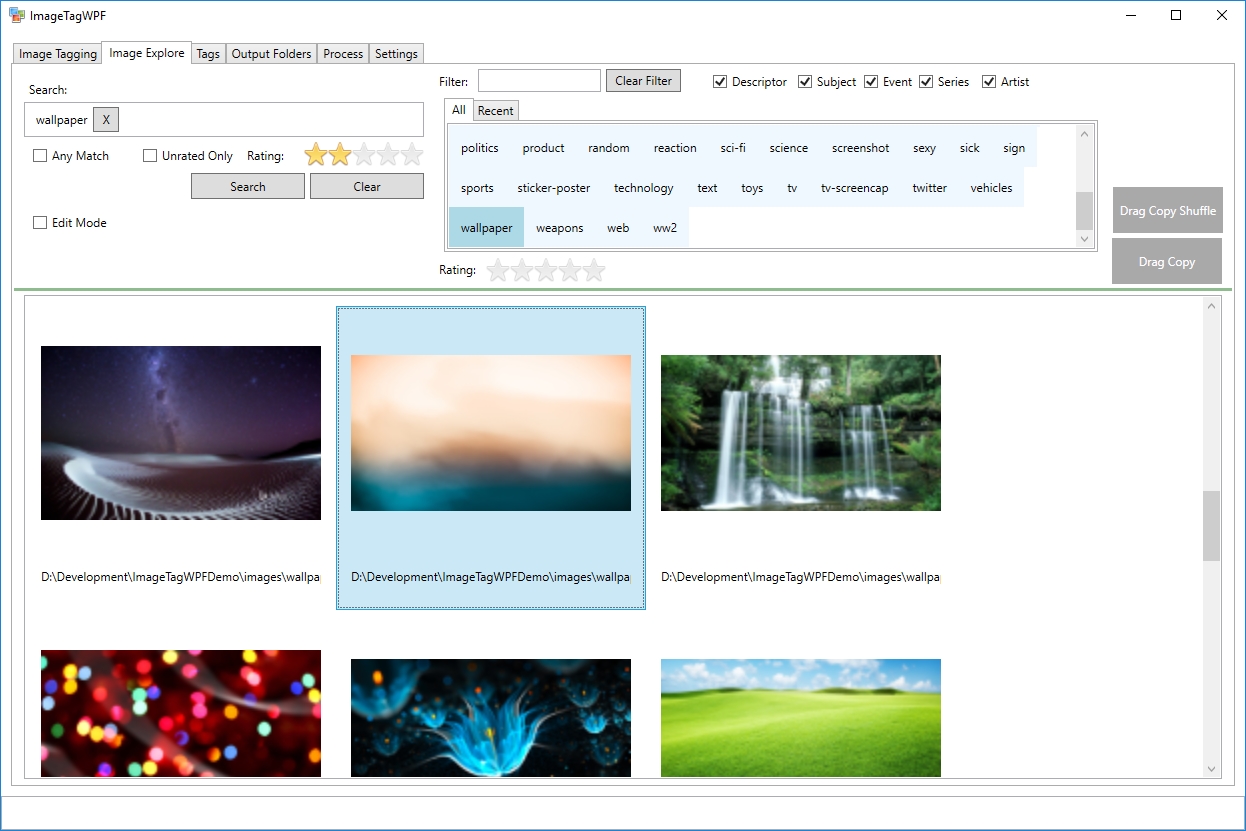 ImageTagWPF
Image Tagging Image Explore Tags Output Folders Process Settings
Search:
wallpaper X
Any Match Unrated Only Rating:
Search Clear
Edit Mode
Filter: Clear Filter Descriptor Subject Event Series Artist
All Recent
politics product random reaction sci-fi science screenshot sexy sick sign
sports sticker-poster technology text toys tv tv-screencap twitter vehicles
wallpaper weapons web ww2
Rating:
Drag Copy Shuffle
Drag Copy
D:\Development\ImageTagWPFDemo\images\wallpa D:\Development\ImageTagWPFDemo\images\wallpa D:\Development\ImageTagWPFDemo\images\wallpa